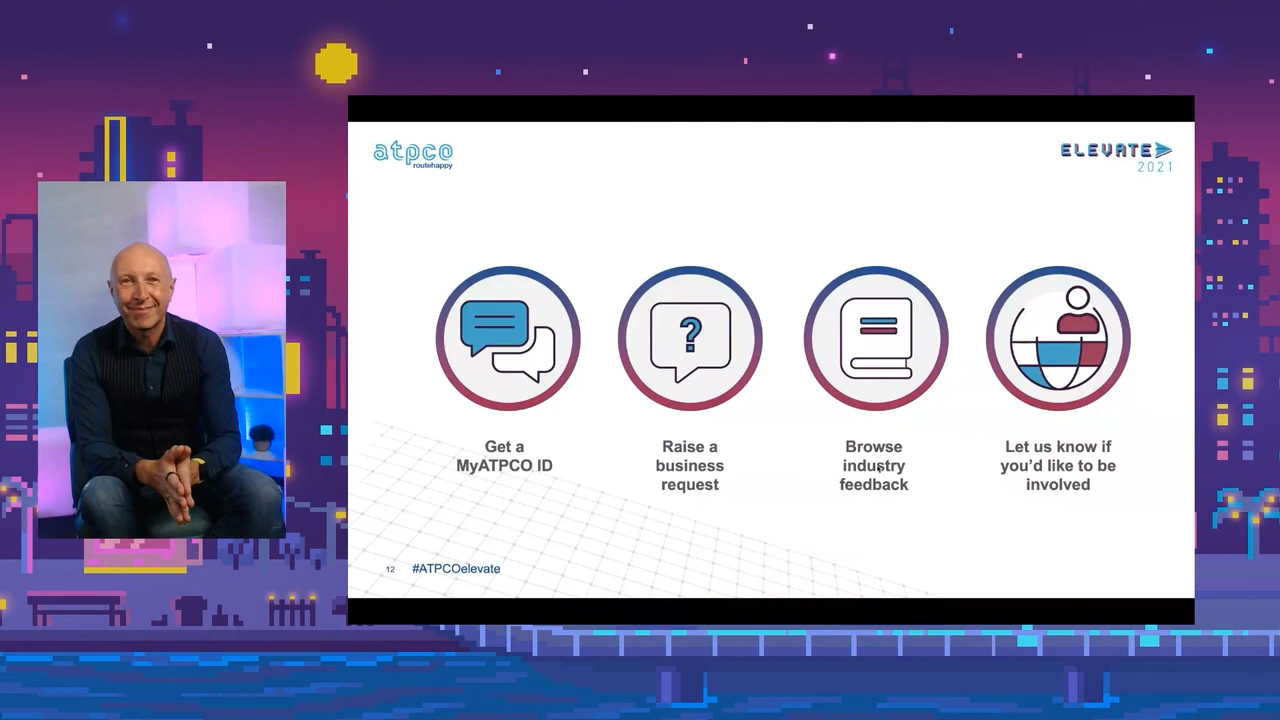 atpco
routehappy
ELEVATE
2021
Get a
MyATPCO ID
Raise a
business
request
Browse
industry
feedback
Let us know if
you'd like to be
involved
12
#ATPCOelevate